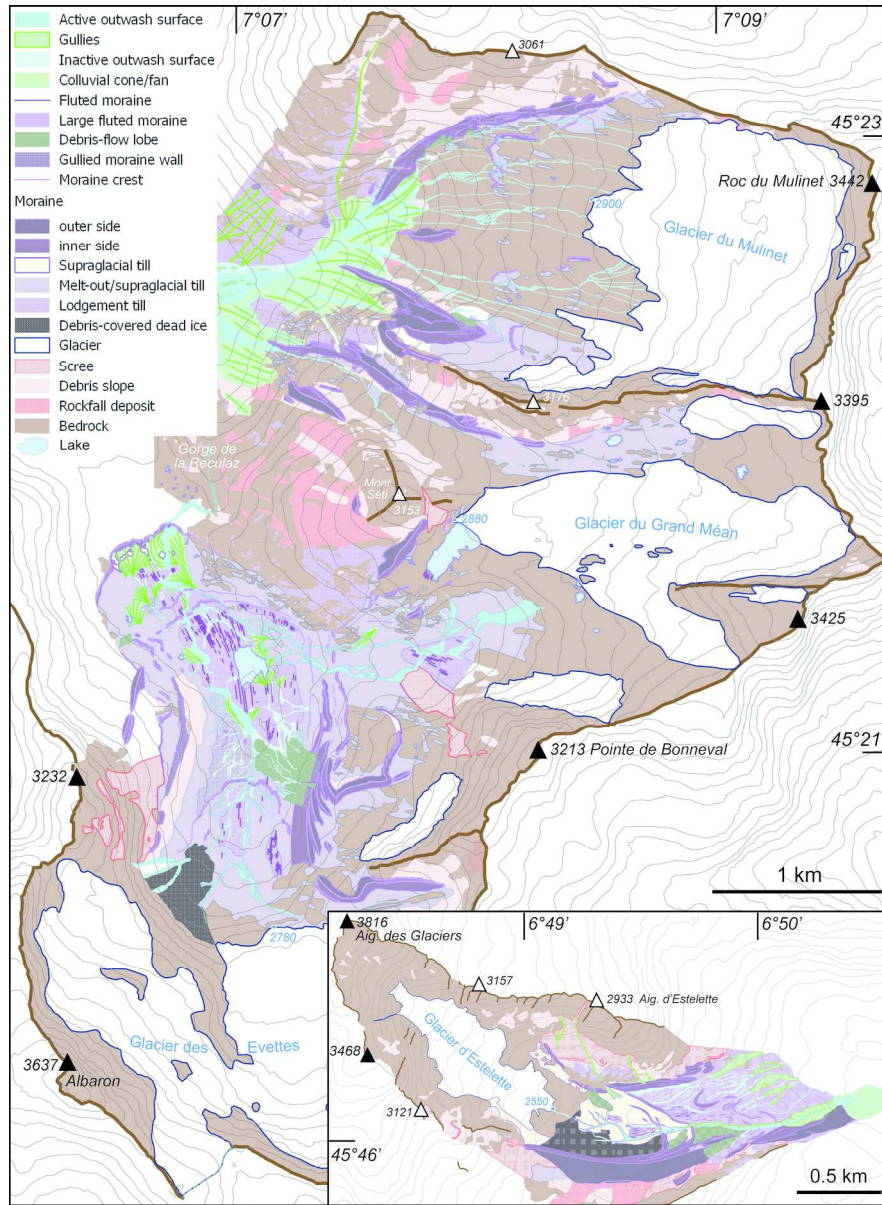 Active outwash surface
Gullies
Inactive outwash surface
Colluvial cone/fan
Fluted moraine
Large fluted moraine
Debris-flow lobe
Gullied moraine wall
Moraine crest
Moraine
outer side
inner side
Supraglacial till
Melt-out/supraglacial till
Lodgement till
Debris-covered dead ice
Glacier
Scree
Debris slope
Rockfall deposit
Bedrock
Lake
7°07’
7°09’
3061
45°23
Roc du Mulinet 3442
2900
Glacier du Mulinet
3176
3395
Gorge de
la Reculaz
Mont
Séti
3153
2880
Glacier du Grand Méan
3425
3213 Pointe de Bonneval
45°21
3232
1 km
2780
Glacier des Evettes
3637
Albaron
3816
Aig. des Glaciers
6°49’
6°50’
3157
2933 Aig. d’Estelette
Glacier d’Estelette
3468
2550
3121
45°46’
0.5 km